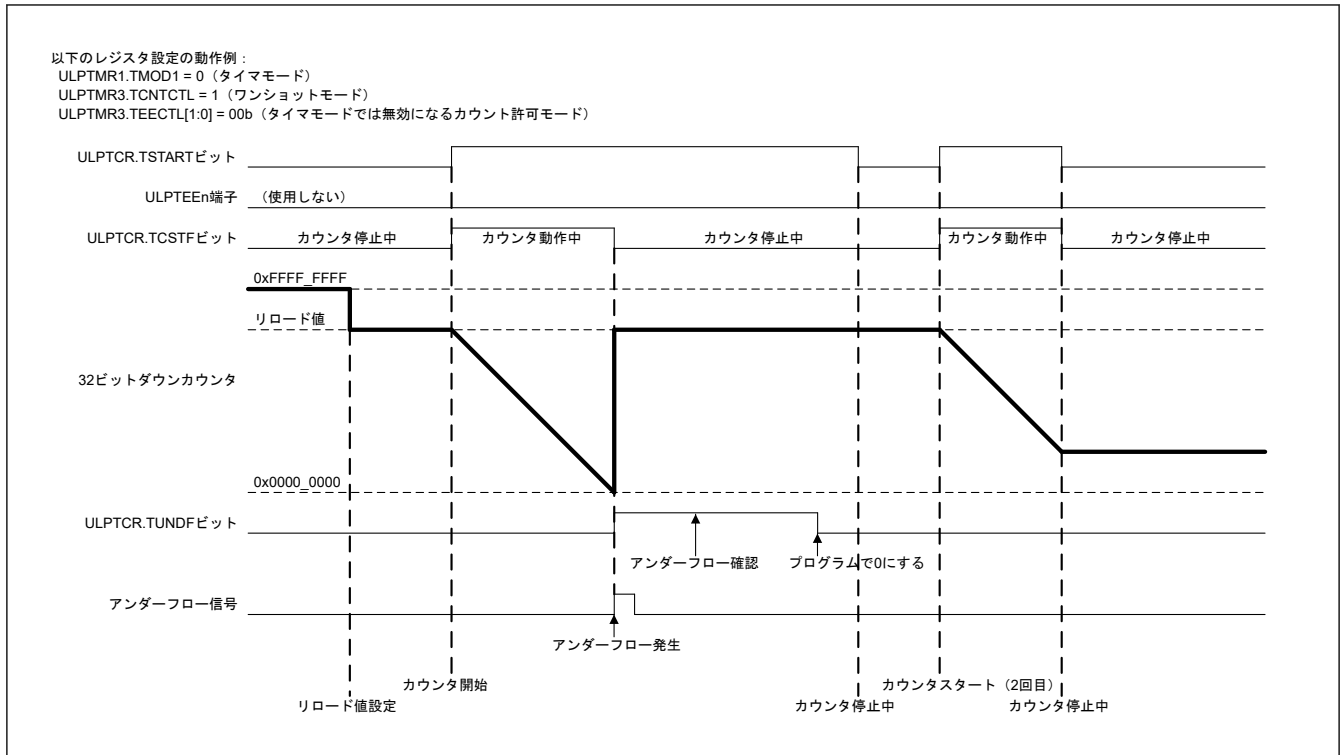 以下のレジスタ設定の動作例：
ULPTMR1.TMOD1 = 0（タイマモード）
ULPTMR3.TCNTCTL = 1（ワンショットモード）
ULPTMR3.TEECTL[1:0] = 00b（タイマモードでは無効になるカウント許可モード）
ULPTCR.TSTARTビット
ULPTEEn端子 （使用しない）
ULPTCR.TCSTFビット カウンタ停止中 カウンタ動作中 カウンタ停止中 カウンタ動作中 カウンタ停止中
0xFFFF_FFFF
リロード値
32ビットダウンカウンタ
0x0000_0000
ULPTCR.TUNDFビット
アンダーフロー確認 プログラムで0にする
アンダーフロー信号
アンダーフロー発生
カウンタ開始 カウンタスタート（2回目）
リロード値設定 カウンタ停止中 カウンタ停止中